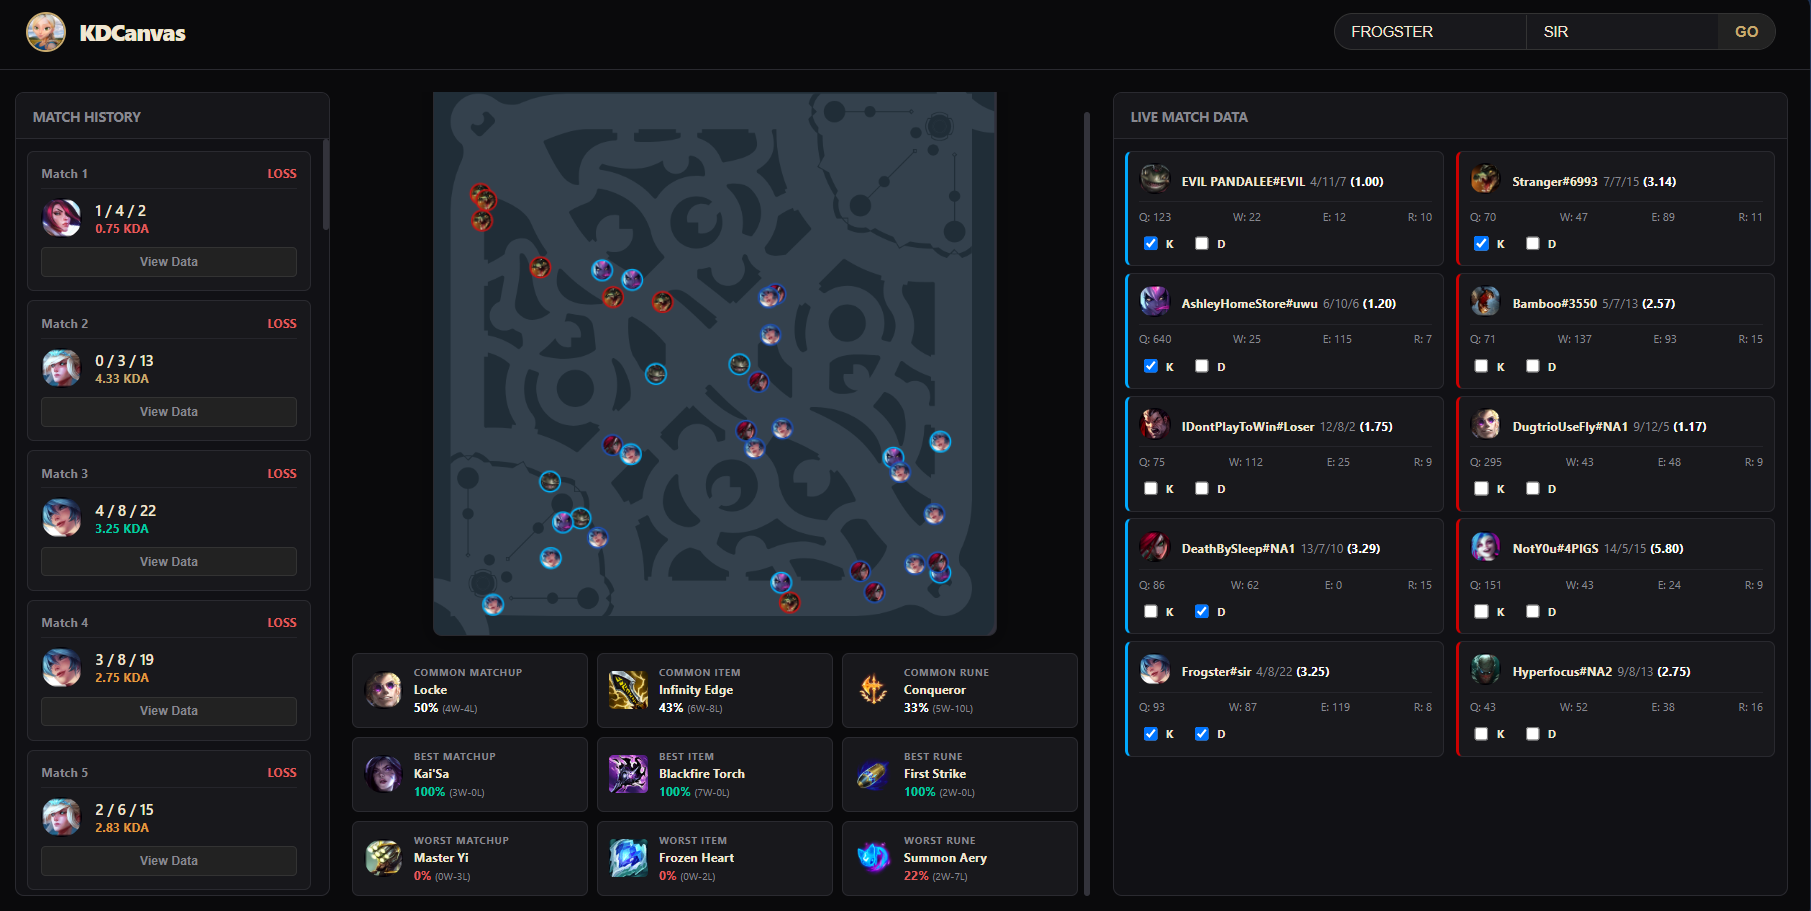 KDCanvas
FROGSTER
SIR
GO
MATCH HISTORY
Match 1
LOSS
1 / 4 / 2
0.75 KDA
View Data
Match 2
LOSS
0 / 3 / 13
4.33 KDA
View Data
Match 3
LOSS
4 / 8 / 22
3.25 KDA
View Data
Match 4
LOSS
3 / 8 / 19
2.75 KDA
View Data
Match 5
LOSS
2 / 6 / 15
2.83 KDA
View Data
COMMON MATCHUP
Locke
50% (4W-4L)
COMMON ITEM
Infinity Edge
43% (6W-8L)
COMMON RUNE
Conqueror
33% (5W-10L)
BEST MATCHUP
Kai'Sa
100% (3W-0L)
BEST ITEM
Blackfire Torch
100% (7W-0L)
BEST RUNE
First Strike
100% (2W-0L)
WORST MATCHUP
Master Yi
0% (0W-3L)
WORST ITEM
Frozen Heart
0% (0W-2L)
WORST RUNE
Summon Aery
22% (2W-7L)
LIVE MATCH DATA
EVIL PANDALEE#EVIL 4/11/7 (1.00)
Q: 123 W: 22 E: 12 R: 10
K D
Stranger#6993 7/7/15 (3.14)
Q: 70 W: 47 E: 89 R: 11
K D
AshleyHomeStore#uwu 6/10/6 (1.20)
Q: 640 W: 25 E: 115 R: 7
K D
Bamboo#3550 5/7/13 (2.57)
Q: 71 W: 137 E: 93 R: 15
K D
IDontPlayToWin#Loser 12/8/2 (1.75)
Q: 75 W: 112 E: 25 R: 9
K D
DugtrioUseFly#NA1 9/12/5 (1.17)
Q: 295 W: 43 E: 48 R: 9
K D
DeathBySleep#NA1 13/7/10 (3.29)
Q: 86 W: 62 E: 0 R: 15
K D
NotY0u#4PIGS 14/5/15 (5.80)
Q: 151 W: 43 E: 24 R: 9
K D
Frogster#sir 4/8/22 (3.25)
Q: 93 W: 87 E: 119 R: 8
K D
Hyperfocus#NA2 9/8/13 (2.75)
Q: 43 W: 52 E: 38 R: 16
K D